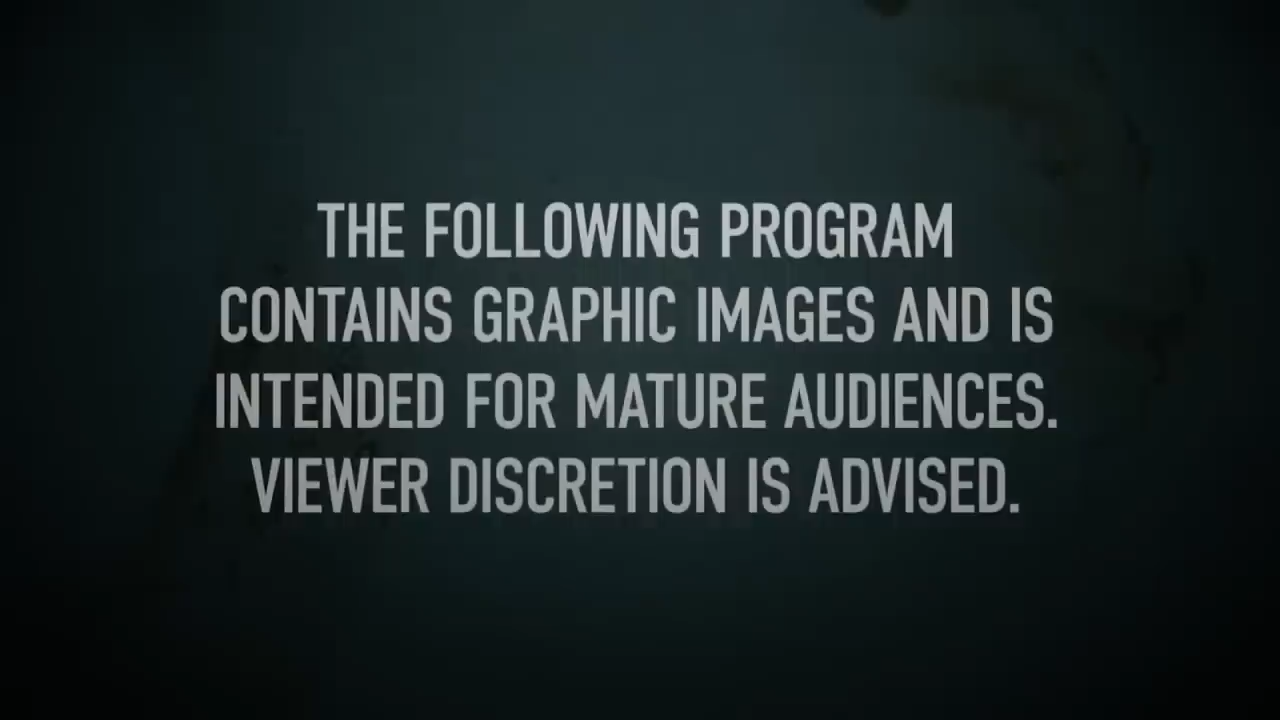 THE FOLLOWING PROGRAM
CONTAINS GRAPHIC IMAGES AND IS
INTENDED FOR MATURE AUDIENCES.
VIEWER DISCRETION IS ADVISED.